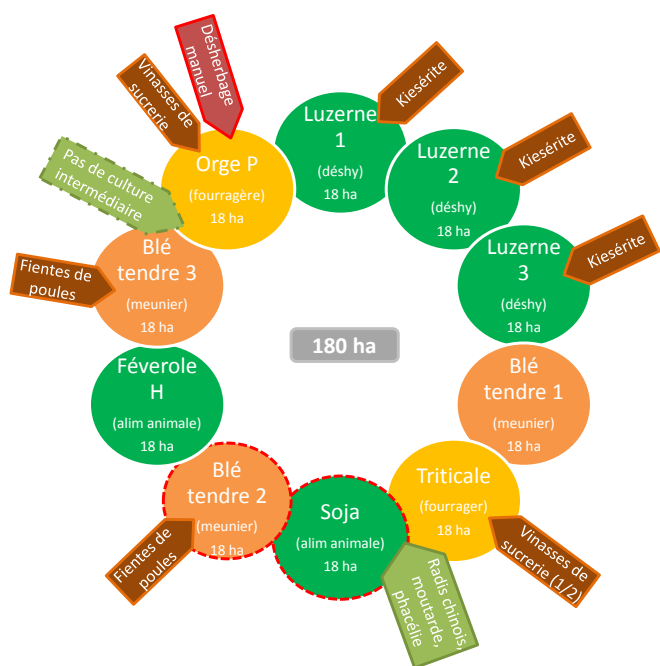 Désherbage
manuel
Vinasses de
sucrerie
Kiesérite
Luzerne
1
(déshy)
18 ha
Kiesérite
Luzerne
2
(déshy)
18 ha
Orge P
(fourragère)
18 ha
Pas de culture
intermédiaire
Kiesérite
Luzerne
3
(déshy)
18 ha
Blé
tendre 3
(meunier)
18 ha
Fientes de
poules
180 ha
Féverole
H
(alim animale)
18 ha
Blé
tendre 1
(meunier)
18 ha
Blé
tendre 2
(meunier)
18 ha
Fientes de
poules
Soja
(alim animale)
18 ha
Triticale
(fourrager)
18 ha
Vinasses de
sucrerie (1/2)
Radis chinois,
moutarde,
phacélie